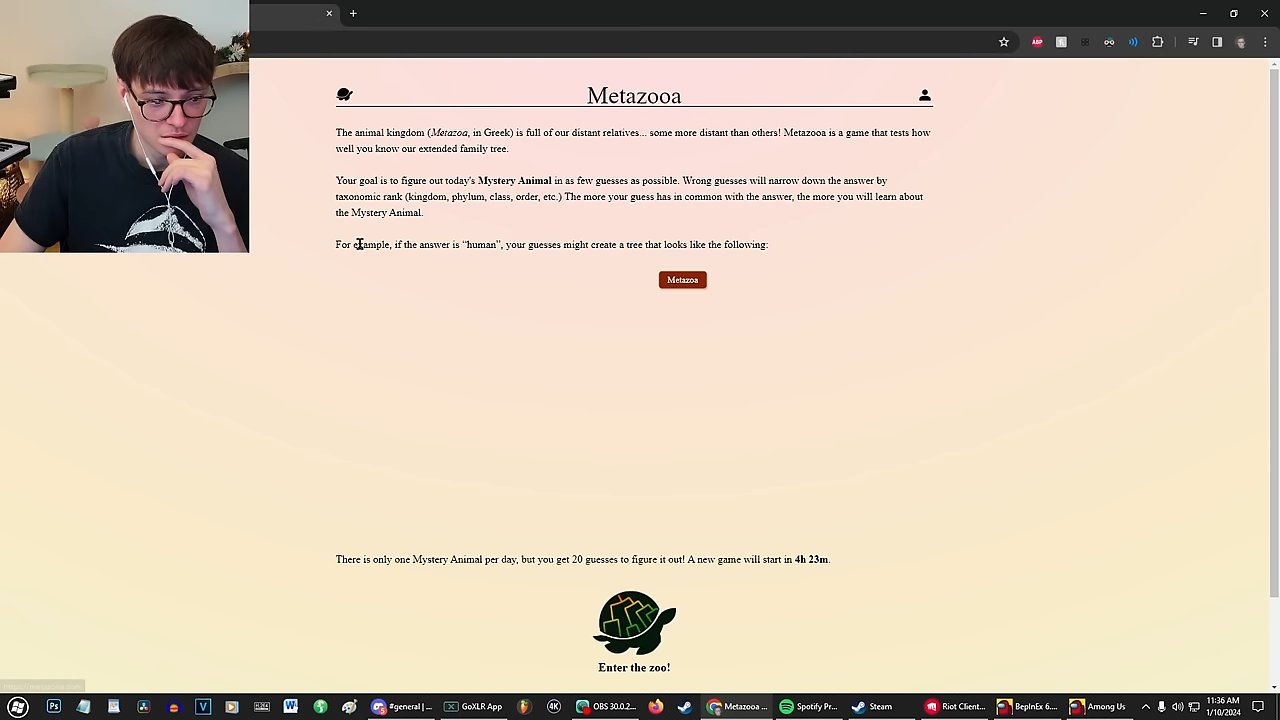 Metazooa
The animal kingdom (Metazoa, in Greek) is full of our distant relatives... some more distant than others! Metazooa is a game that tests how
well you know our extended family tree.
Your goal is to figure out today's Mystery Animal in as few guesses as possible. Wrong guesses will narrow down the answer by
taxonomic rank (kingdom, phylum, class, order, etc.) The more your guess has in common with the answer, the more you will learn about
the Mystery Animal.
For example, if the answer is “human”, your guesses might create a tree that looks like the following:
Metazoa
There is only one Mystery Animal per day, but you get 20 guesses to figure it out! A new game will start in 4h 23m.
Enter the zoo!
#general | ...
GoXLR App
OBS 30.0.2...
Metazooa ...
Spotify Pr...
Steam
Riot Client...
RepInEx 6....
Among Us
11:36 AM
1/10/2024